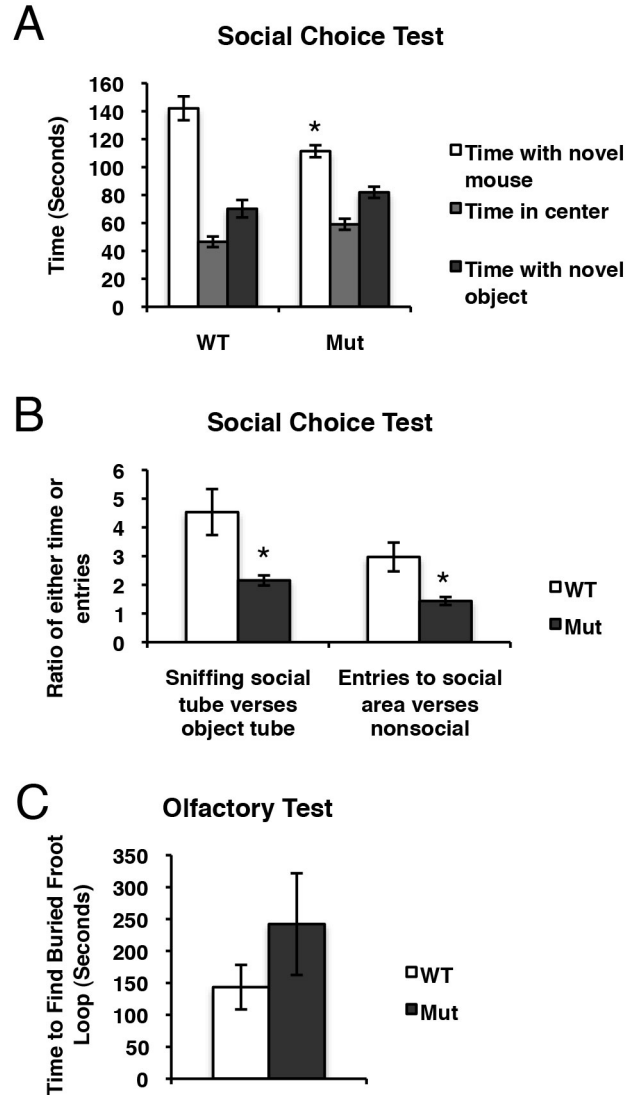 A
Social Choice Test
Time (Seconds)
160
140
120
100
80
60
40
20
0
*
WT
Mut
Time with novel
mouse
Time in center
Time with novel
object
B
Social Choice Test
Ratio of either time or
entries
6
5
4
3
2
1
0
*
*
Sniffing social
tube verses
object tube
Entries to social
area verses
nonsocial
WT
Mut
C
Olfactory Test
Time to Find Buried Froot
Loop (Seconds)
350
300
250
200
150
100
50
0
WT
Mut